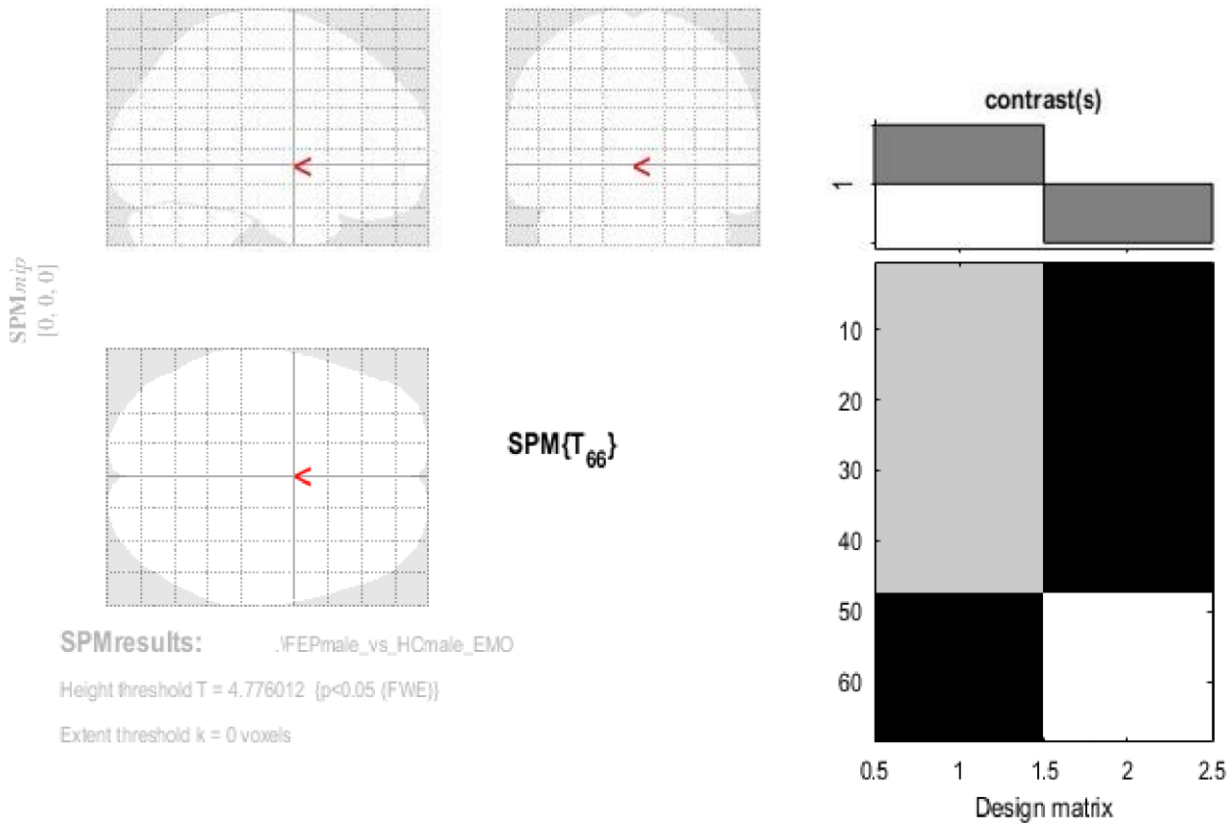 contrast(s)
1
SPMmip
[0, 0, 0]
SPM{T66}
10
20
30
40
50
60
0.5 1 1.5 2 2.5
Design matrix
SPMresults: .\FEPmale_vs_HCmale_EMO
Height threshold T = 4.776012 {p<0.05 (FWE)}
Extent threshold k = 0 voxels